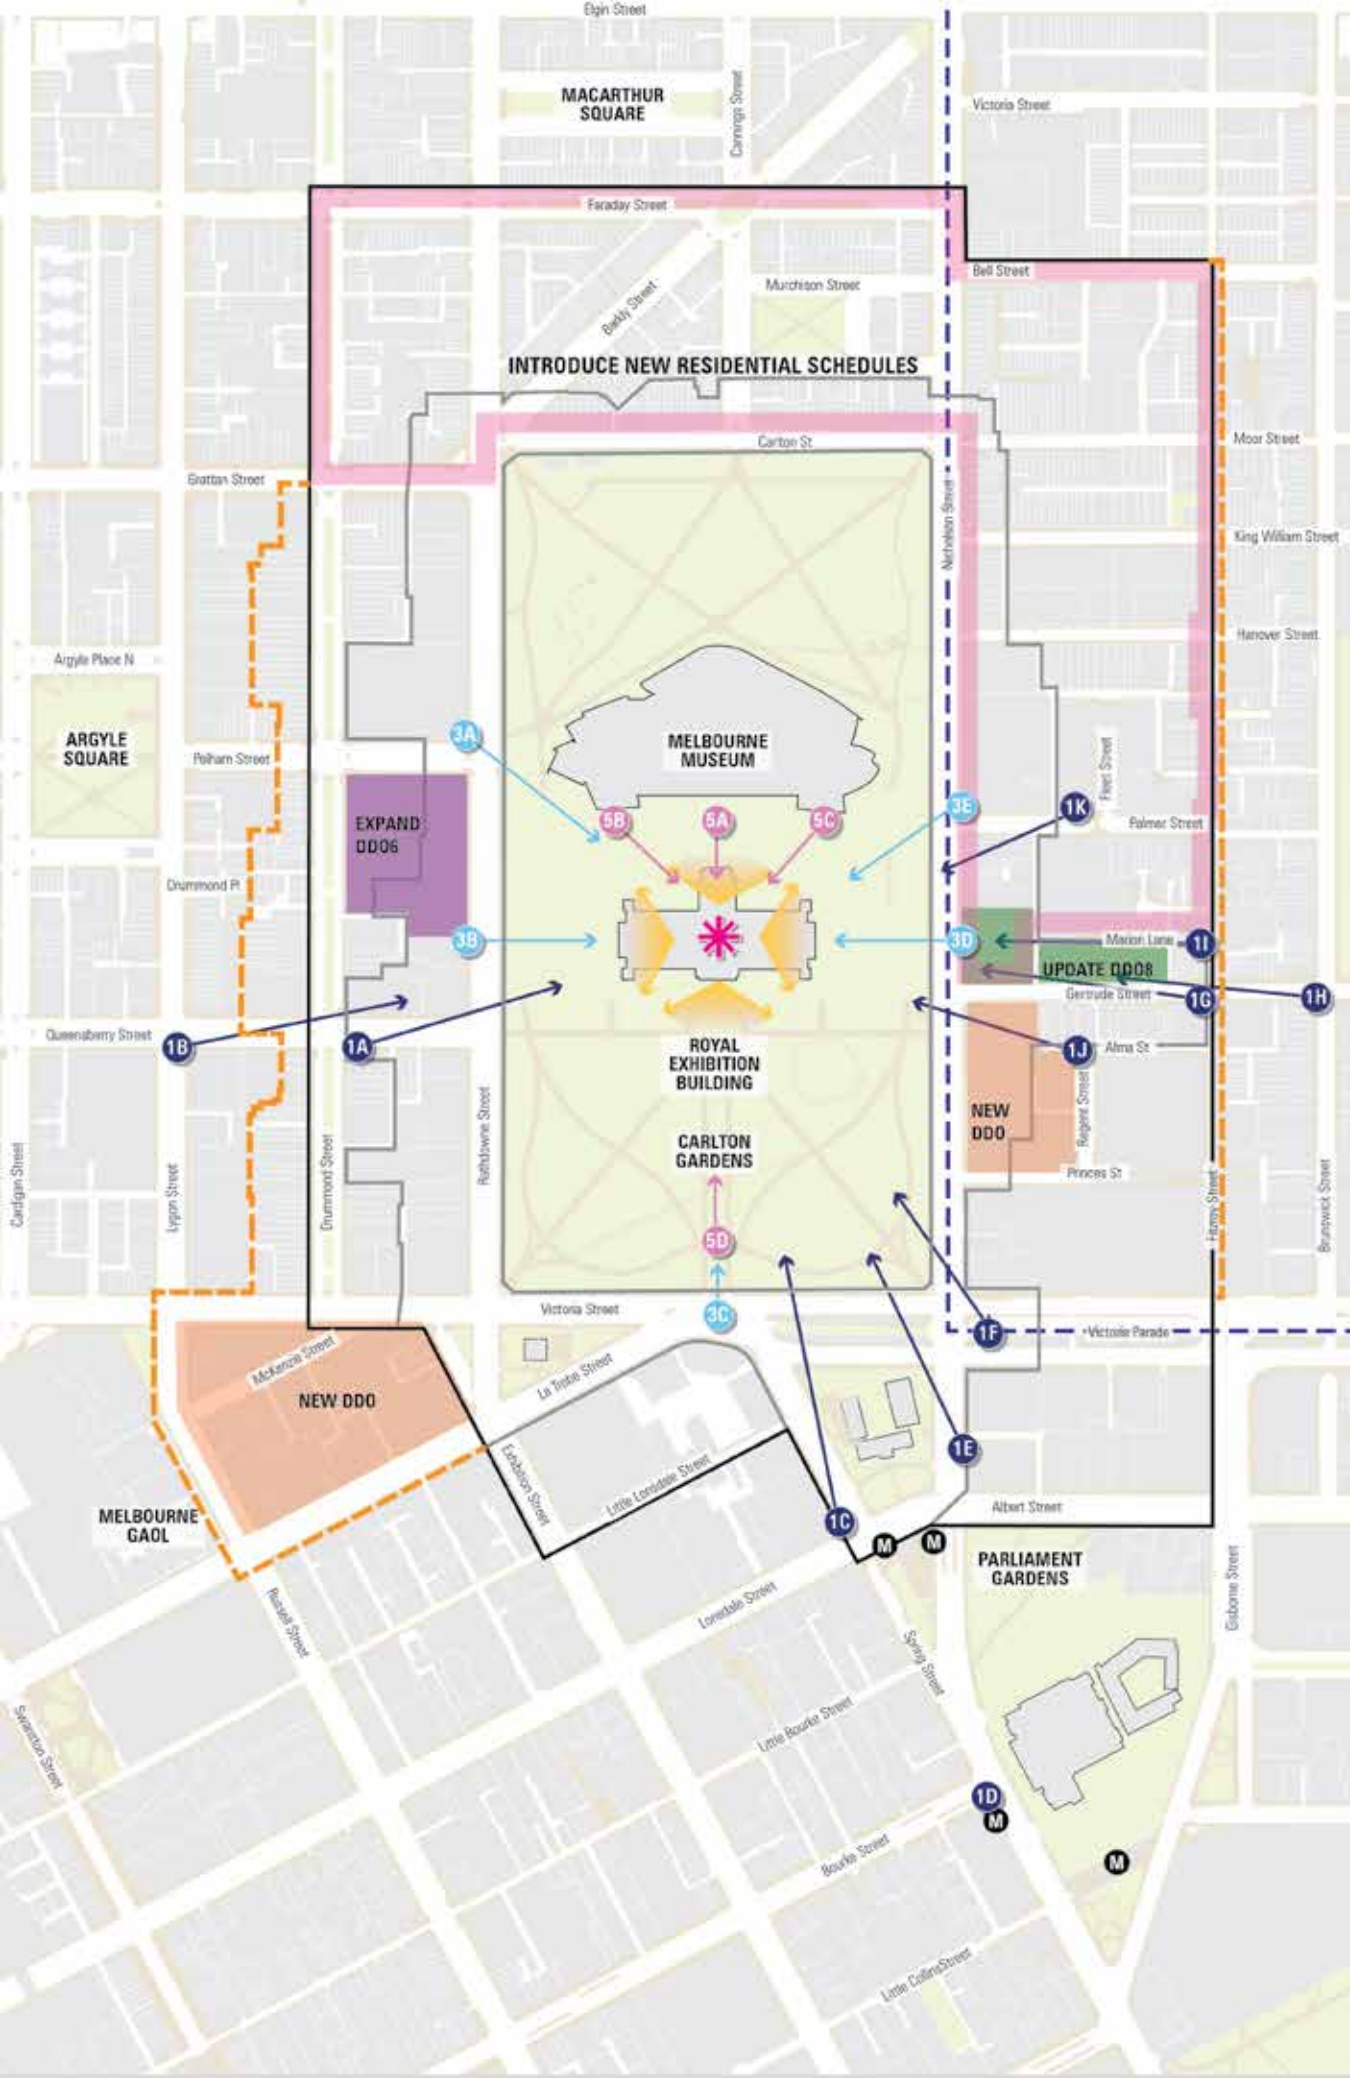 Elgin Street
MACARTHUR
SQUARE
Cannings Street
Victoria Street
Faraday Street
Bell Street
Barkly Street
Murchison Street
INTRODUCE NEW RESIDENTIAL SCHEDULES
Carlton St
Moor Street
Grattan Street
Nicholson Street
King William Street
Hanover Street
Argyle Place N
ARGYLE
SQUARE
Pelham Street
3A
MELBOURNE
MUSEUM
Fleet Street
EXPAND
DDO6
5B
5A
5C
3E
1K
Palmer Street
Drummond Pl
3B
3D
Marion Lane
1I
UPDATE DDO8
Gertrude Street
1G
1H
Queensberry Street
1B
1A
ROYAL
EXHIBITION
BUILDING
1J
Alma St
Cardigan Street
Lygon Street
Drummond Street
Rathdowne Street
CARLTON
GARDENS
NEW
DDO
Regent Street
Princes St
Fitzroy Street
Brunswick Street
5D
Victoria Street
3C
1F
Victoria Parade
McKenzie Street
NEW DDO
La Trobe Street
Exhibition Street
Little Lonsdale Street
1E
Albert Street
MELBOURNE
GAOL
1C
M
M
PARLIAMENT
GARDENS
Gisborne Street
Russell Street
Lonsdale Street
Spring Street
Swanston Street
Little Bourke Street
1D
M
Bourke Street
M
Little CollinsStreet